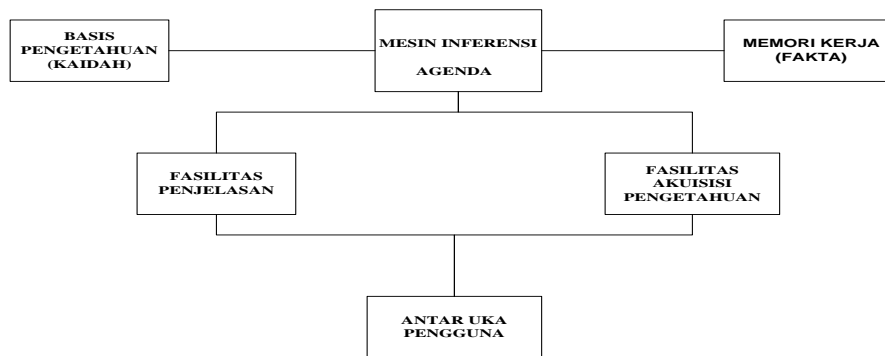 BASIS
PENGETAHUAN
(KAIDAH)
MESIN INFERENSI
AGENDA
MEMORI KERJA
(FAKTA)
FASILITAS
PENJELASAN
FASILITAS
AKUISISI
PENGETAHUAN
ANTAR UKA
PENGGUNA